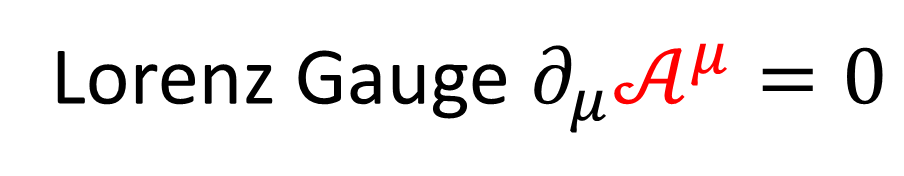 Lorenz Gauge ∂_μ𝒜^μ = 0